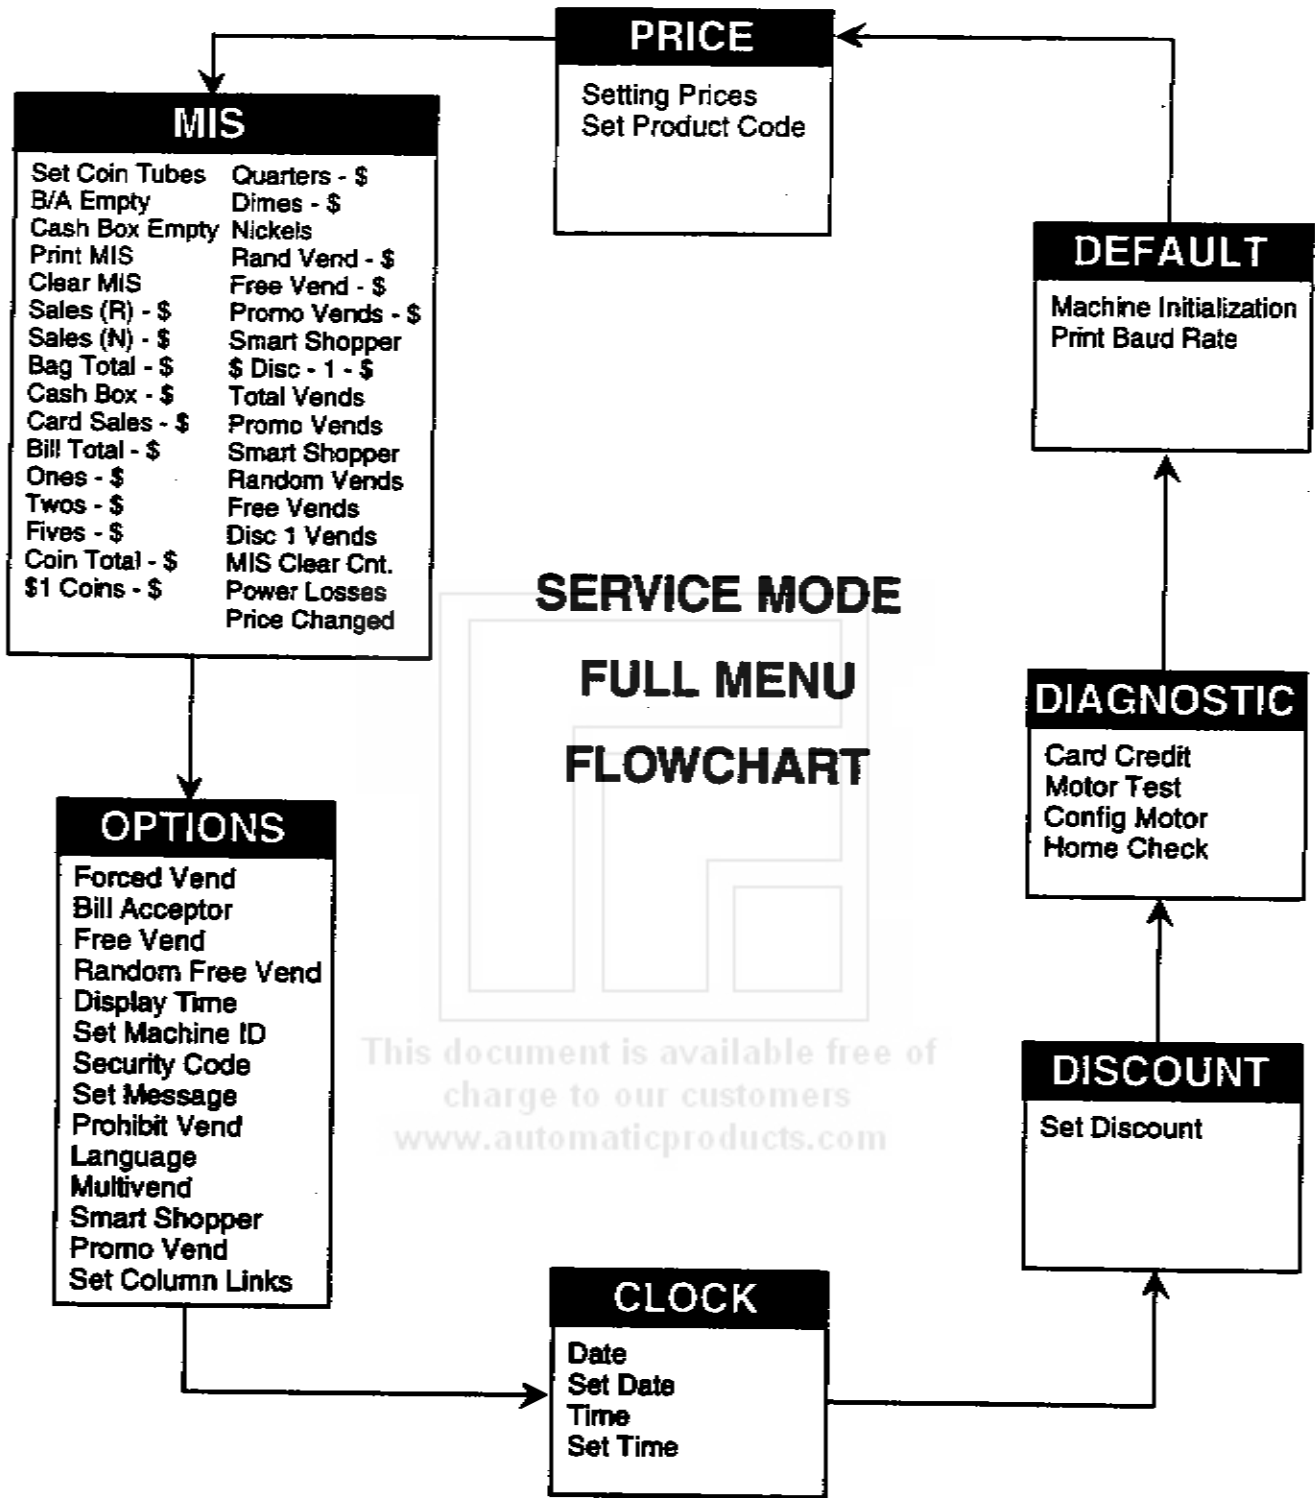 PRICE
Setting Prices
Set Product Code
MIS
Set Coin Tubes
B/A Empty
Cash Box Empty
Print MIS
Clear MIS
Sales (R) - $
Sales (N) - $
Bag Total - $
Cash Box - $
Card Sales - $
Bill Total - $
Ones - $
Twos - $
Fives - $
Coin Total - $
$1 Coins - $
Quarters - $
Dimes - $
Nickels
Rand Vend - $
Free Vend - $
Promo Vends - $
Smart Shopper
$ Disc - 1 - $
Total Vends
Promo Vends
Smart Shopper
Random Vends
Free Vends
Disc 1 Vends
MIS Clear Cnt.
Power Losses
Price Changed
DEFAULT
Machine Initialization
Print Baud Rate
SERVICE MODE
FULL MENU
FLOWCHART
DIAGNOSTIC
Card Credit
Motor Test
Config Motor
Home Check
OPTIONS
Forced Vend
Bill Acceptor
Free Vend
Random Free Vend
Display Time
Set Machine ID
Security Code
Set Message
Prohibit Vend
Language
Multivend
Smart Shopper
Promo Vend
Set Column Links
This document is available free of
charge to our customers
www.automaticproducts.com
DISCOUNT
Set Discount
CLOCK
Date
Set Date
Time
Set Time